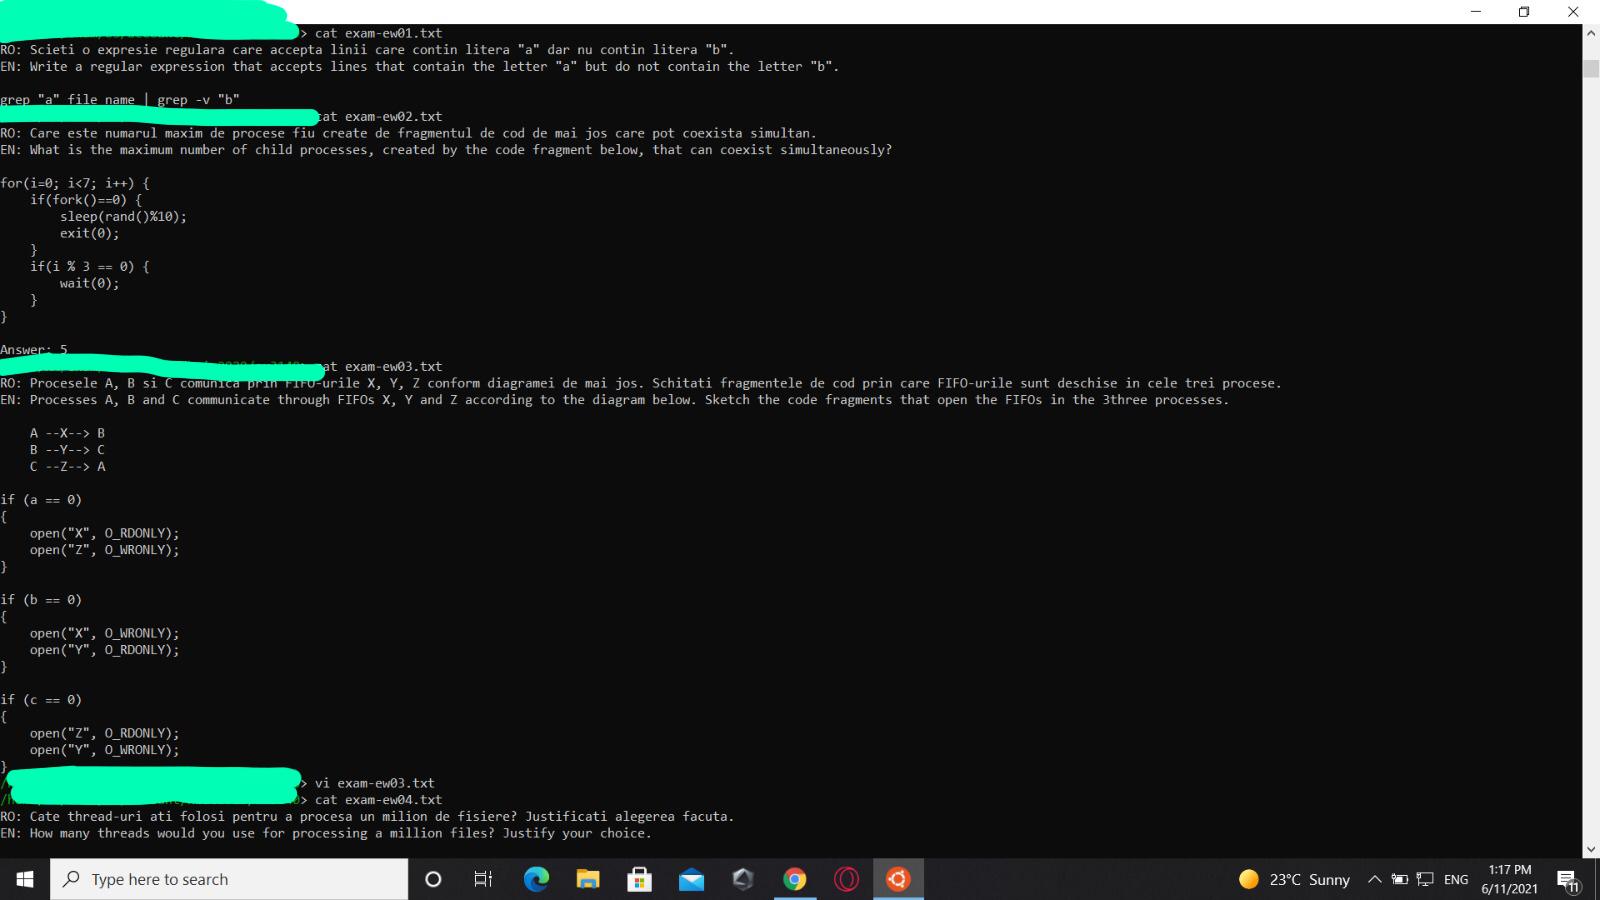 > cat exam-ew01.txt
RO: Scieti o expresie regulara care accepta linii care contin litera "a" dar nu contin litera "b".
EN: Write a regular expression that accepts lines that contain the letter "a" but do not contain the letter "b".
grep "a" file name | grep -v "b"
cat exam-ew02.txt
RO: Care este numarul maxim de procese fiu create de fragmentul de cod de mai jos care pot coexista simultan.
EN: What is the maximum number of child processes, created by the code fragment below, that can coexist simultaneously?
for(i=0; i<7; i++) {
    if(fork()==0) {
        sleep(rand()%10);
        exit(0);
    }
    if(i % 3 == 0) {
        wait(0);
    }
}
Answer: 5
cat exam-ew03.txt
RO: Procesele A, B si C comunica prin FIFO-urile X, Y, Z conform diagramei de mai jos. Schitati fragmentele de cod prin care FIFO-urile sunt deschise in cele trei procese.
EN: Processes A, B and C communicate through FIFOs X, Y and Z according to the diagram below. Sketch the code fragments that open the FIFOs in the 3three processes.
    A --X--> B
    B --Y--> C
    C --Z--> A
if (a == 0)
{
    open("X", O_RDONLY);
    open("Z", O_WRONLY);
}
if (b == 0)
{
    open("X", O_WRONLY);
    open("Y", O_RDONLY);
}
if (c == 0)
{
    open("Z", O_RDONLY);
    open("Y", O_WRONLY);
}
> vi exam-ew03.txt
> cat exam-ew04.txt
RO: Cate thread-uri ati folosi pentru a procesa un milion de fisiere? Justificati alegerea facuta.
EN: How many threads would you use for processing a million files? Justify your choice.
Type here to search
23°C Sunny
ENG
1:17 PM
6/11/2021
11